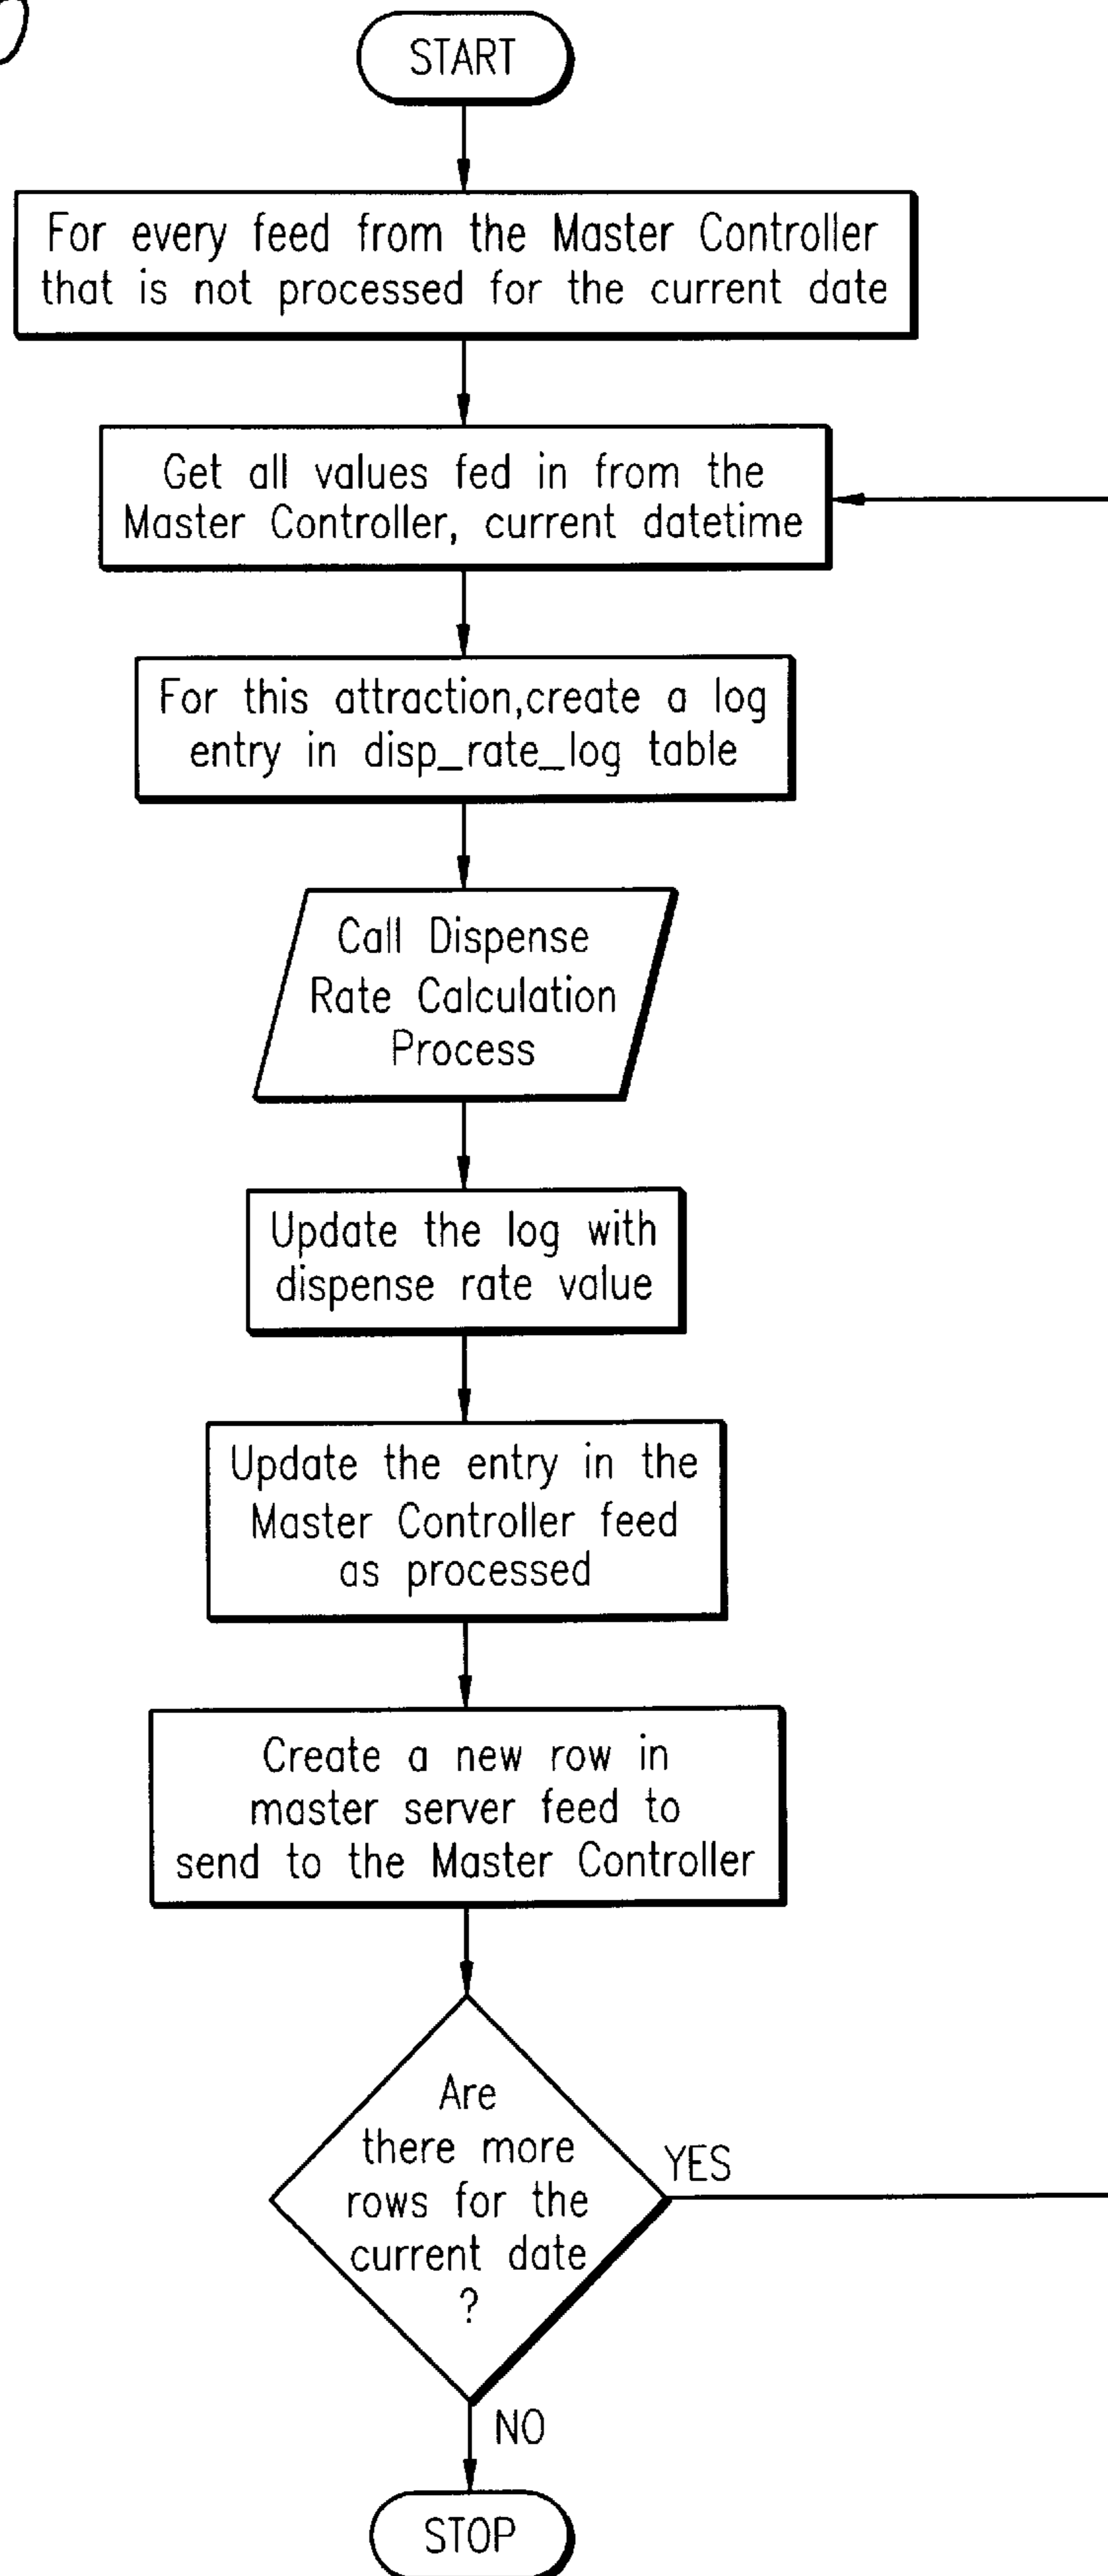 START
For every feed from the Master Controller
that is not processed for the current date
Get all values fed in from the
Master Controller, current datetime
For this attraction,create a log
entry in disp_rate_log table
Call Dispense
Rate Calculation
Process
Update the log with
dispense rate value
Update the entry in the
Master Controller feed
as processed
Create a new row in
master server feed to
send to the Master Controller
Are
there more
rows for the
current date
?
YES
NO
STOP